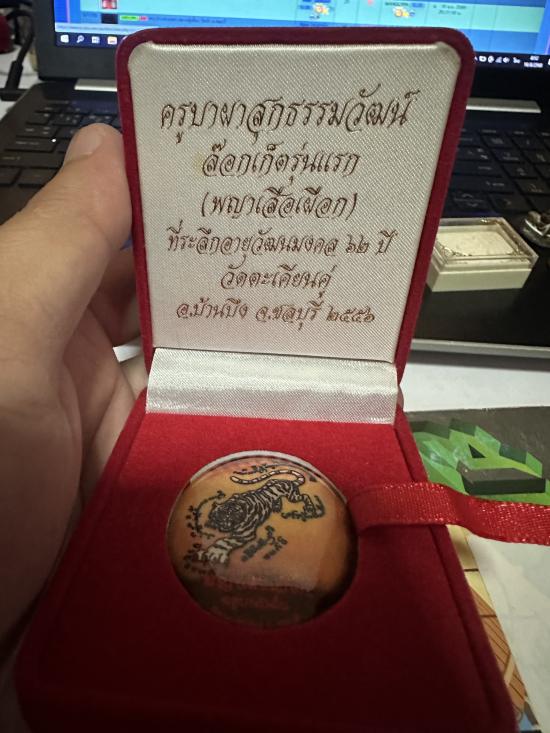 ครูบาผาสุกธรรมวัฒน์
ล๊อกเก็ตรุ่นแรก
(พญาเสือเผือก)
ที่ระลึกอายุวัฒนมงคล ๖๒ ปี
วัดตะเคียนคู่
อ.บ้านบึง จ.ชลบุรี ๒๕๕๖